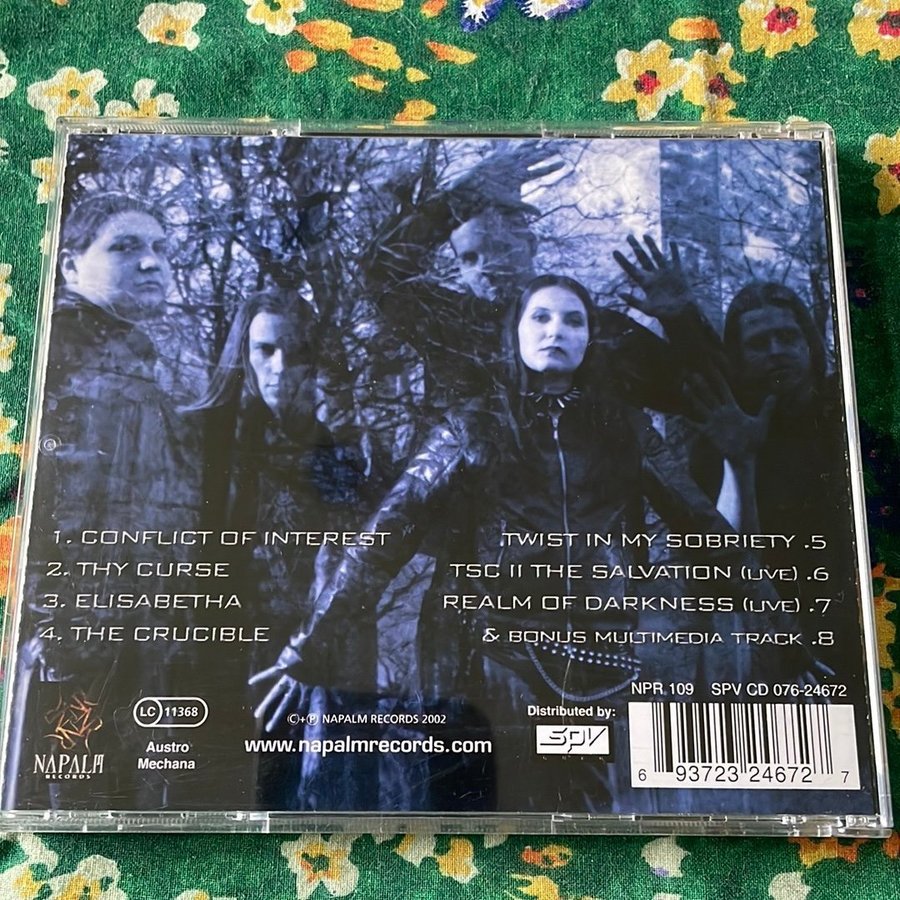 1. CONFLICT OF INTEREST
2. THY CURSE
3. ELISABETHA
4. THE CRUCIBLE
TWIST IN MY SOBRIETY .5
TSC II THE SALVATION (LIVE) .6
REALM OF DARKNESS (LIVE) .7
& BONUS MULTIMEDIA TRACK .8
NAPALM
RECORDS
LC 11368
Austro
Mechana
©+℗ NAPALM RECORDS 2002
www.napalmrecords.com
Distributed by:
SPV
NPR 109 SPV CD 076-24672
6 93723 24672 7